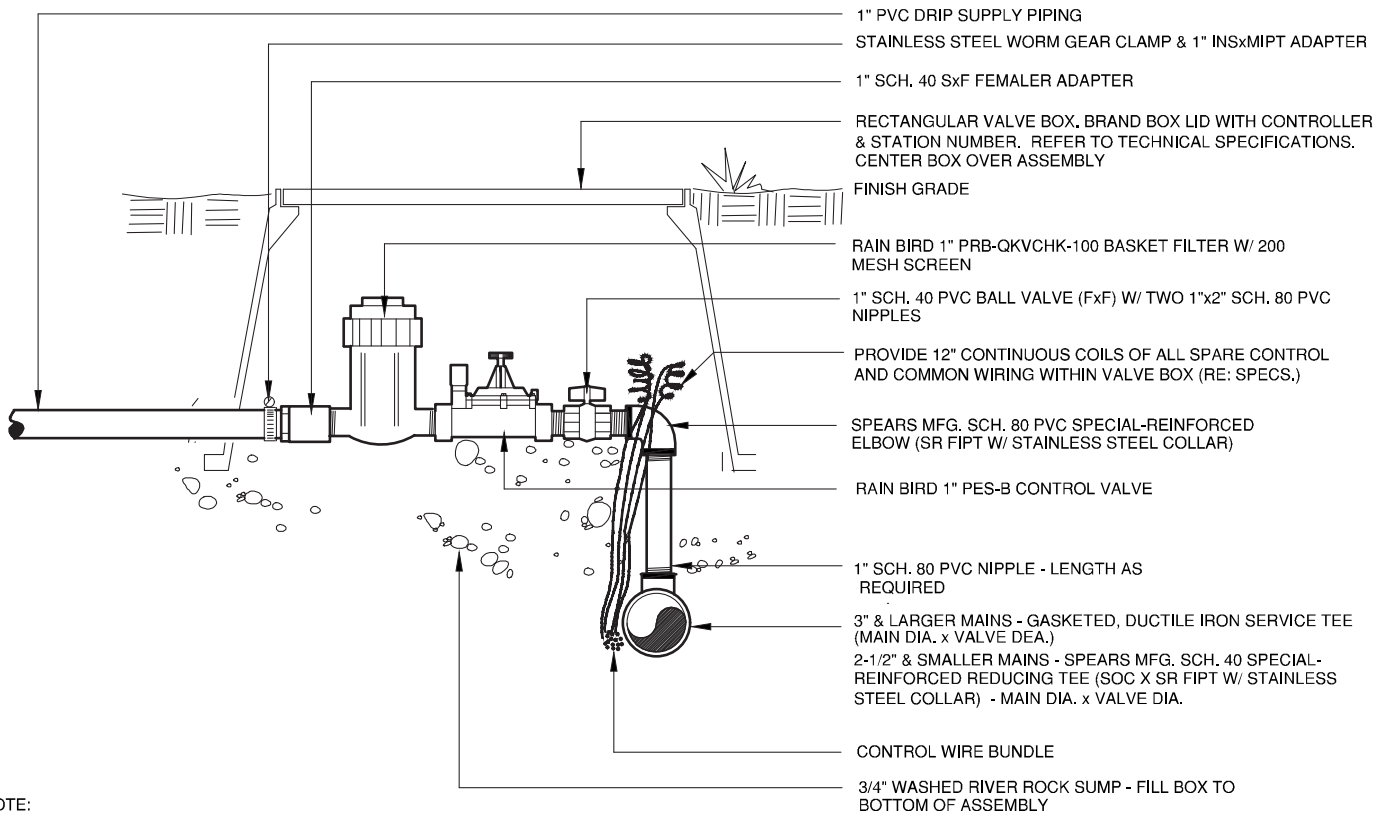 1" PVC DRIP SUPPLY PIPING
STAINLESS STEEL WORM GEAR CLAMP & 1" INSxMIPT ADAPTER
1" SCH. 40 SxF FEMALER ADAPTER
RECTANGULAR VALVE BOX. BRAND BOX LID WITH CONTROLLER
& STATION NUMBER. REFER TO TECHNICAL SPECIFICATIONS.
CENTER BOX OVER ASSEMBLY
FINISH GRADE
RAIN BIRD 1" PRB-QKVCHK-100 BASKET FILTER W/ 200
MESH SCREEN
1" SCH. 40 PVC BALL VALVE (FxF) W/ TWO 1"x2" SCH. 80 PVC
NIPPLES
PROVIDE 12" CONTINUOUS COILS OF ALL SPARE CONTROL
AND COMMON WIRING WITHIN VALVE BOX (RE: SPECS.)
SPEARS MFG. SCH. 80 PVC SPECIAL-REINFORCED
ELBOW (SR FIPT W/ STAINLESS STEEL COLLAR)
RAIN BIRD 1" PES-B CONTROL VALVE
1" SCH. 80 PVC NIPPLE - LENGTH AS
REQUIRED
3" & LARGER MAINS - GASKETED, DUCTILE IRON SERVICE TEE
(MAIN DIA. x VALVE DEA.)
2-1/2" & SMALLER MAINS - SPEARS MFG. SCH. 40 SPECIAL-
REINFORCED REDUCING TEE (SOC X SR FIPT W/ STAINLESS
STEEL COLLAR) - MAIN DIA. x VALVE DIA.
CONTROL WIRE BUNDLE
3/4" WASHED RIVER ROCK SUMP - FILL BOX TO
BOTTOM OF ASSEMBLY
OTE: